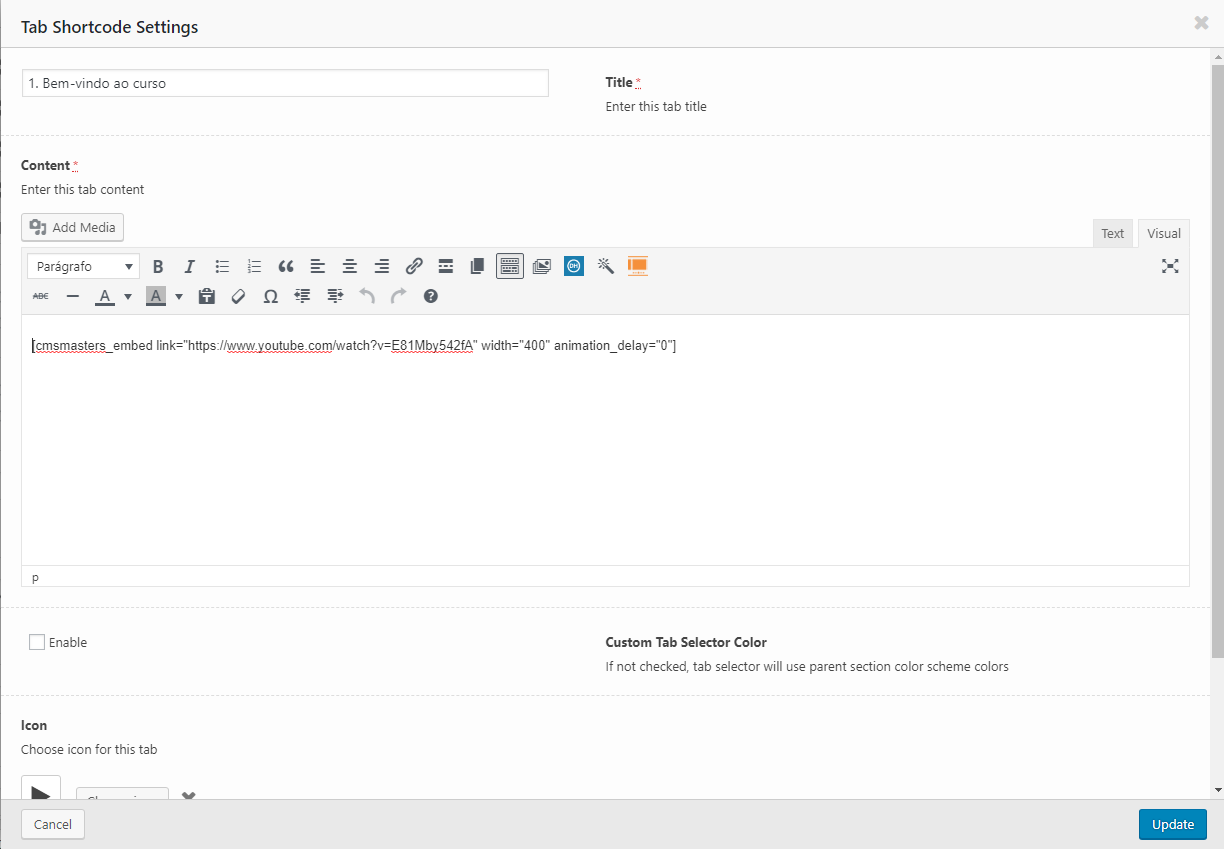 Tab Shortcode Settings
1. Bem-vindo ao curso
Title *
Enter this tab title
Content *
Enter this tab content
Add Media
Text Visual
Parágrafo B I
ABC A A
[cmsmasters_embed link="https://www.youtube.com/watch?v=E81Mby542fA" width="400" animation_delay="0"]
p
Enable
Custom Tab Selector Color
If not checked, tab selector will use parent section color scheme colors
Icon
Choose icon for this tab
Cancel
Update